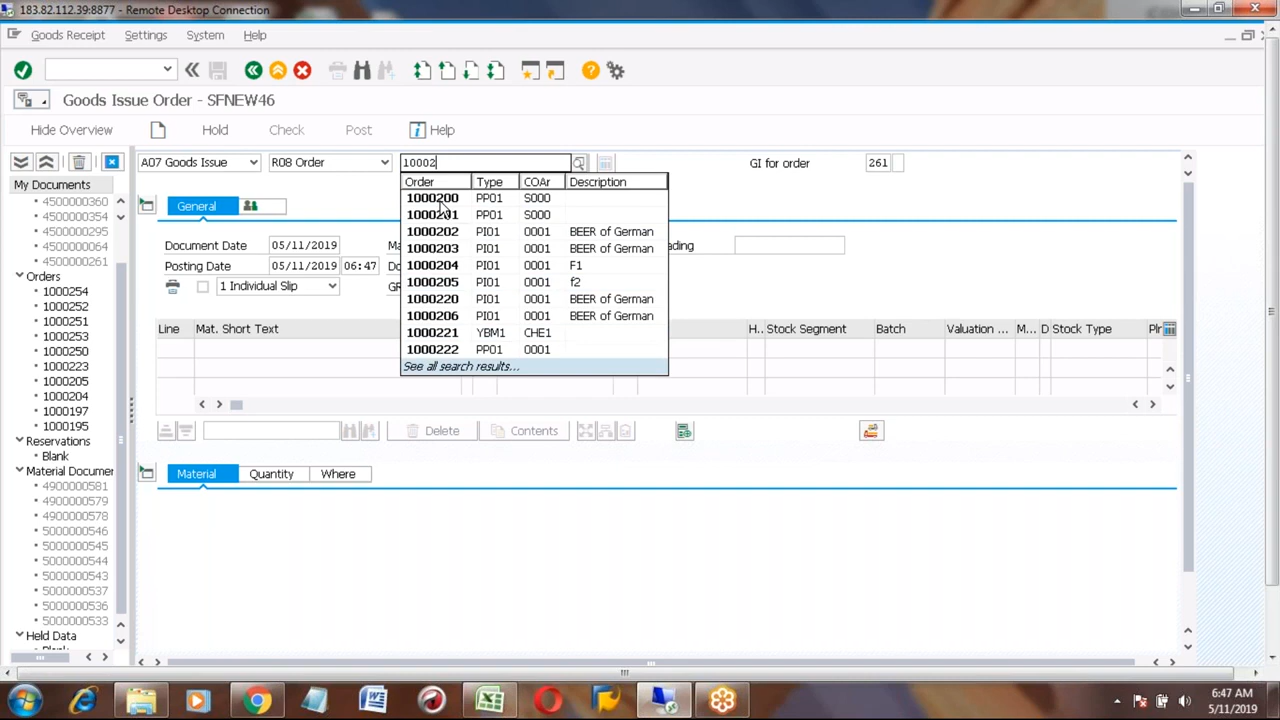 183.82.112.39:8877 - Remote Desktop Connection
Goods Receipt Settings System Help
Goods Issue Order - SFNEW46
Hide Overview Hold Check Post Help
A07 Goods Issue R08 Order 10002 GI for order 261
My Documents
4500000360
4500000354
4500000295
4500000064
4500000261
Orders
1000254
1000252
1000251
1000253
1000250
1000223
1000205
1000204
1000197
1000195
Reservations
Blank
Material Documer
4900000581
4900000579
4900000578
5000000546
5000000545
5000000544
5000000543
5000000537
5000000536
5000000533
Held Data
Order Type COAr Description
1000200 PP01 S000
1000201 PP01 S000
1000202 PI01 0001 BEER of German
1000203 PI01 0001 BEER of German
1000204 PI01 0001 F1
1000205 PI01 0001 f2
1000220 PI01 0001 BEER of German
1000206 PI01 0001 BEER of German
1000221 YBM1 CHE1
1000222 PP01 0001
See all search results...
General
Document Date 05/11/2019 Ma ading
Posting Date 05/11/2019 06:47 Do
1 Individual Slip GR
Line Mat. Short Text H.. Stock Segment Batch Valuation ... M... D Stock Type Plr
Delete Contents
Material Quantity Where
6:47 AM
5/11/2019